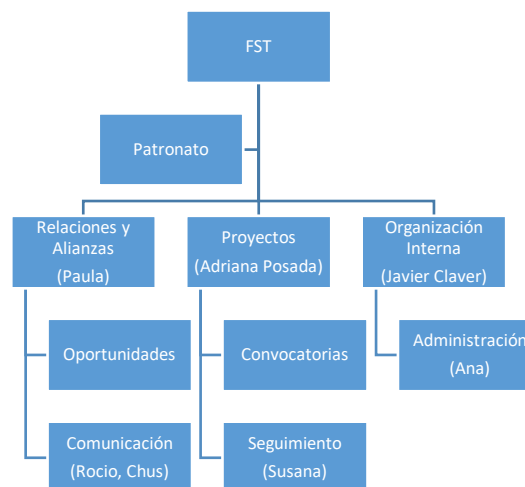 FST
Patronato
Relaciones y
Alianzas
(Paula)
Proyectos
(Adriana Posada)
Organización
Interna
(Javier Claver)
Oportunidades
Convocatorias
Administración
(Ana)
Comunicación
(Rocio, Chus)
Seguimiento
(Susana)